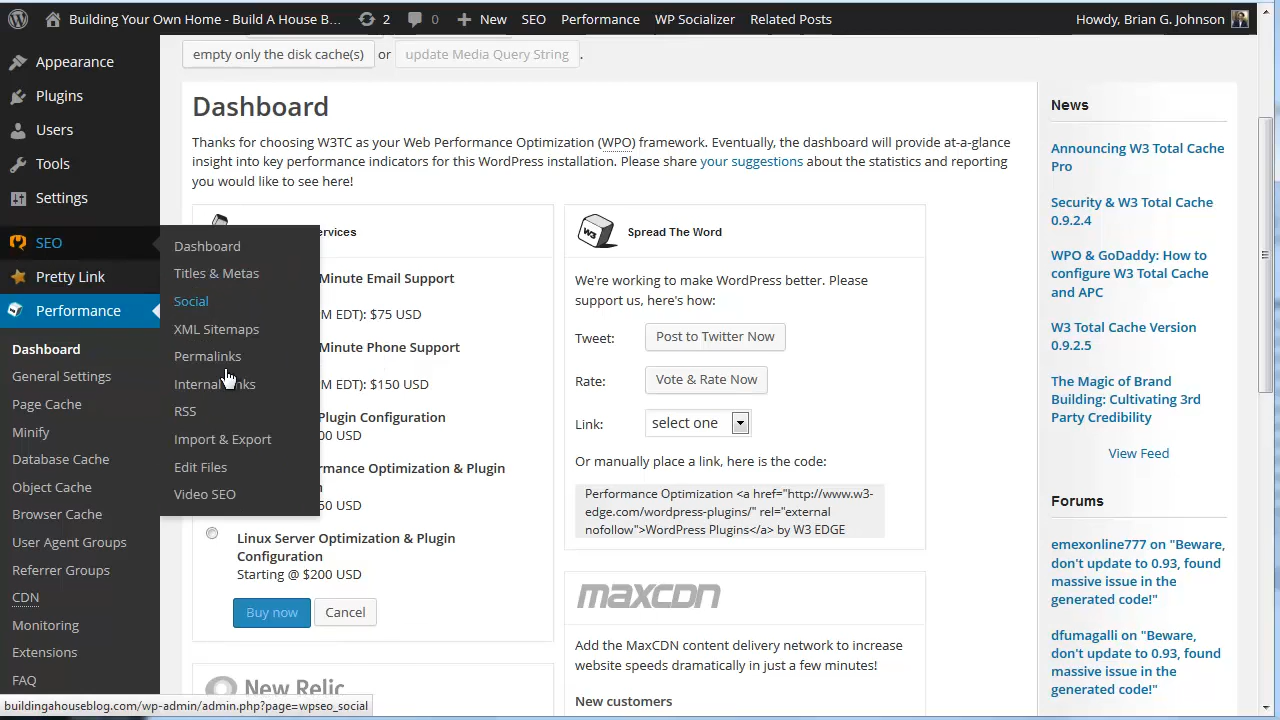 Building Your Own Home - Build A House B...
2
0
New
SEO
Performance
WP Socializer
Related Posts
Howdy, Brian G. Johnson
Appearance
Plugins
Users
Tools
Settings
SEO
Pretty Link
Performance
Dashboard
General Settings
Page Cache
Minify
Database Cache
Object Cache
Browser Cache
User Agent Groups
Referrer Groups
CDN
Monitoring
Extensions
FAQ
Dashboard
Titles & Metas
Social
XML Sitemaps
Permalinks
Internal Links
RSS
Import & Export
Edit Files
Video SEO
empty only the disk cache(s) or update Media Query String .
Dashboard
Thanks for choosing W3TC as your Web Performance Optimization (WPO) framework. Eventually, the dashboard will provide at-a-glance
insight into key performance indicators for this WordPress installation. Please share your suggestions about the statistics and reporting
you would like to see here!
ervices
Minute Email Support
M EDT): $75 USD
Minute Phone Support
M EDT): $150 USD
Plugin Configuration
00 USD
rmance Optimization & Plugin
n
50 USD
Linux Server Optimization & Plugin
Configuration
Starting @ $200 USD
Buy now
Cancel
New Relic
W3
Spread The Word
We're working to make WordPress better. Please
support us, here's how:
Tweet: Post to Twitter Now
Rate: Vote & Rate Now
Link: select one
Or manually place a link, here is the code:
Performance Optimization <a href="http://www.w3-
edge.com/wordpress-plugins/" rel="external
nofollow">WordPress Plugins</a> by W3 EDGE
maxcdn
Add the MaxCDN content delivery network to increase
website speeds dramatically in just a few minutes!
New customers
News
Announcing W3 Total Cache
Pro
Security & W3 Total Cache
0.9.2.4
WPO & GoDaddy: How to
configure W3 Total Cache
and APC
W3 Total Cache Version
0.9.2.5
The Magic of Brand
Building: Cultivating 3rd
Party Credibility
View Feed
Forums
emexonline777 on "Beware,
don't update to 0.93, found
massive issue in the
generated code!"
dfumagalli on "Beware,
don't update to 0.93, found
massive issue in the
generated code!"
buildingahouseblog.com/wp-admin/admin.php?page=wpseo_social